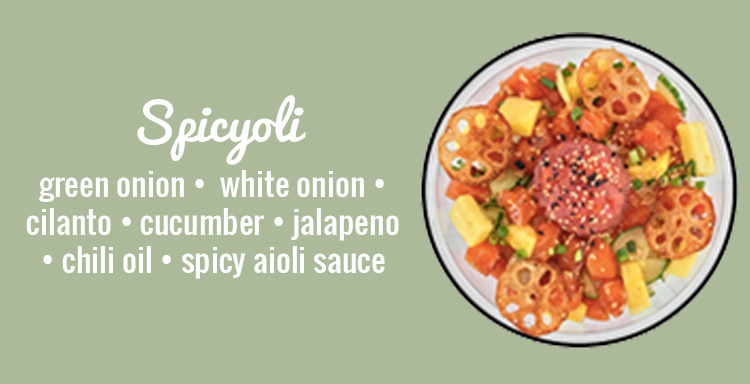 Spicyoli
green onion • white onion •
cilanto • cucumber • jalapeno
• chili oil • spicy aioli sauce